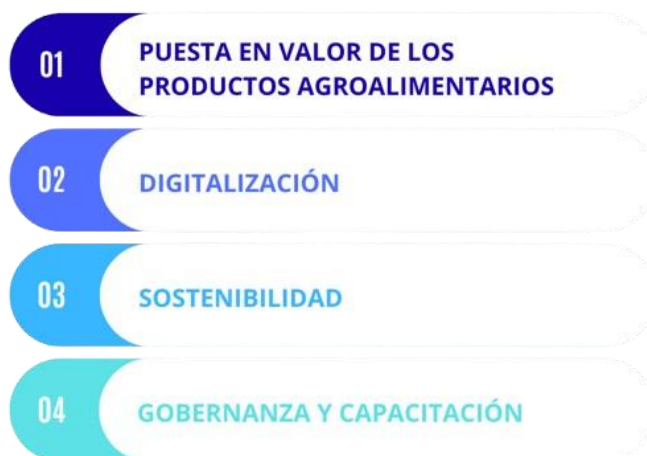 01
PUESTA EN VALOR DE LOS
PRODUCTOS AGROALIMENTARIOS
02
DIGITALIZACIÓN
03
SOSTENIBILIDAD
04
GOBERNANZA Y CAPACITACIÓN